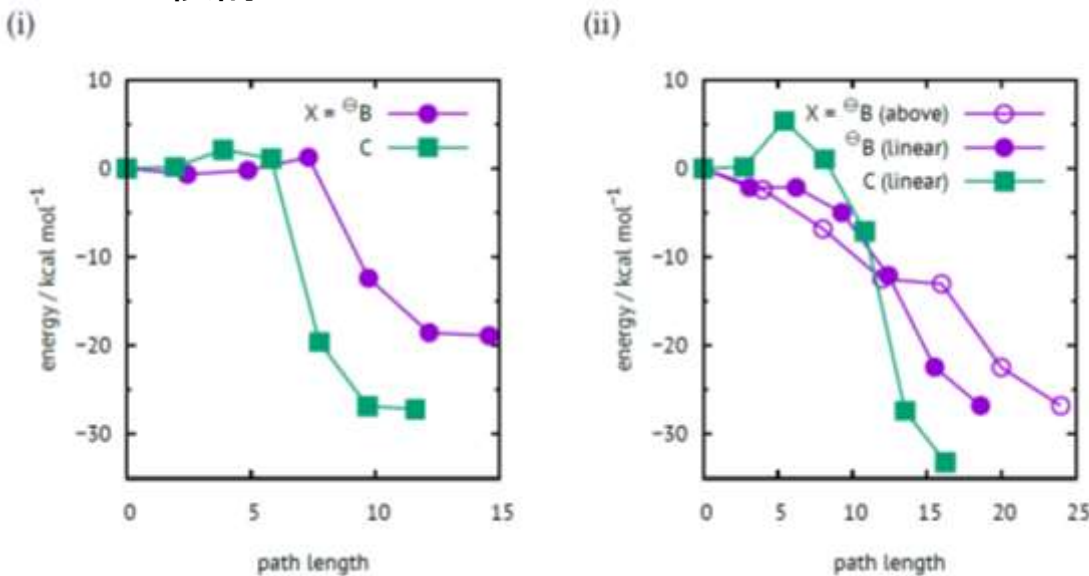 (i)
10
0
−10
−20
−30
energy / kcal mol⁻¹
X = ⊖B
C
0 5 10 15
path length
(ii)
10
0
−10
−20
−30
energy / kcal mol⁻¹
X = ⊖B (above)
⊖B (linear)
C (linear)
0 5 10 15 20 25
path length